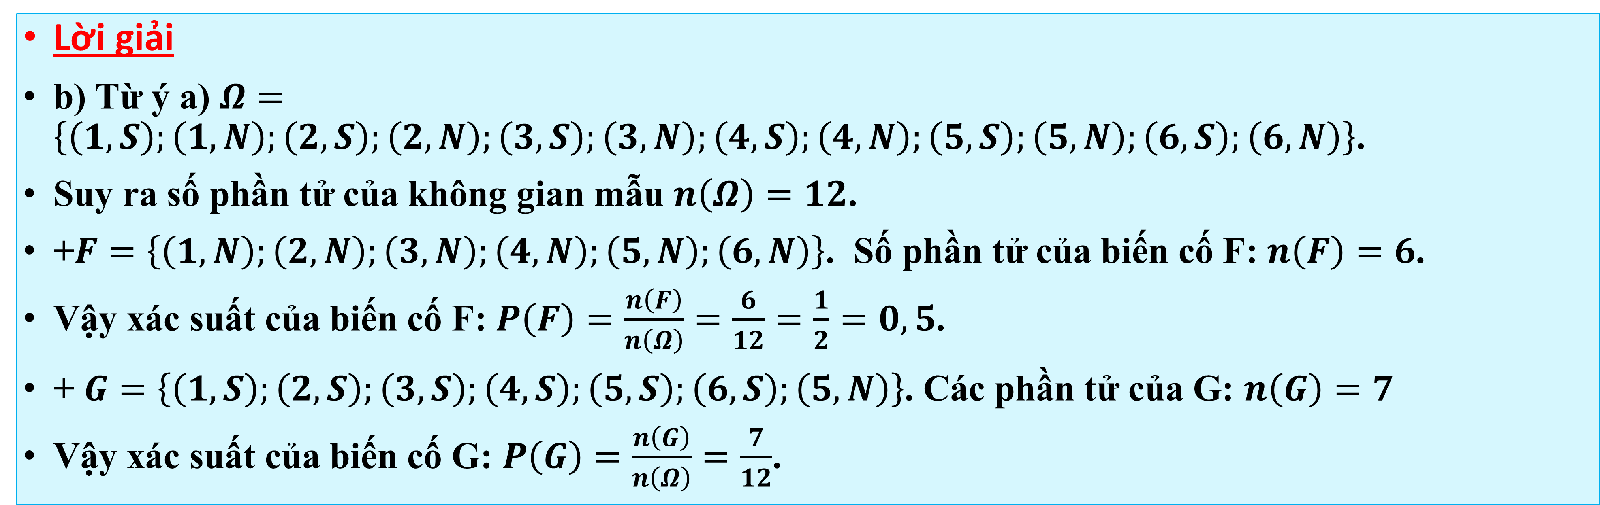 • Lời giải
• b) Từ ý a) Ω =
{(1, S); (1, N); (2, S); (2, N); (3, S); (3, N); (4, S); (4, N); (5, S); (5, N); (6, S); (6, N)}.
• Suy ra số phần tử của không gian mẫu n(Ω) = 12.
• +F = {(1, N); (2, N); (3, N); (4, N); (5, N); (6, N)}. Số phần tử của biến cố F: n(F) = 6.
• Vậy xác suất của biến cố F: P(F) = n(F)/n(Ω) = 6/12 = 1/2 = 0, 5.
• + G = {(1, S); (2, S); (3, S); (4, S); (5, S); (6, S); (5, N)}. Các phần tử của G: n(G) = 7
• Vậy xác suất của biến cố G: P(G) = n(G)/n(Ω) = 7/12.